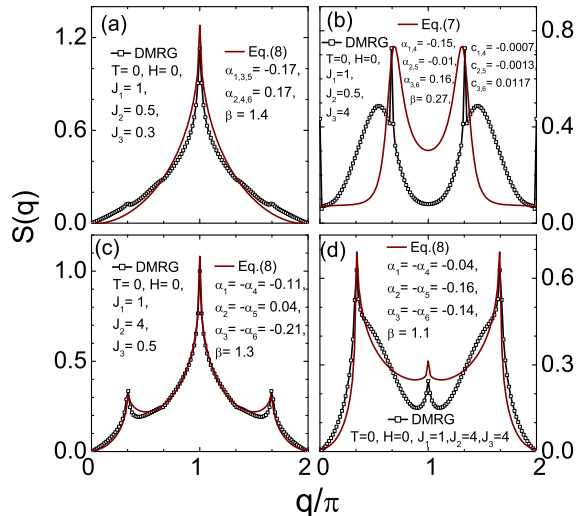 (a)
Eq.(8)
DMRG
T= 0, H= 0,
J₁= 1,
J₂= 0.5,
J₃= 0.3
α₁,₃,₅= -0.17,
α₂,₄,₆= 0.17,
β = 1.4
1.2
0.6
0.0
(b)
Eq.(7)
DMRG
T=0, H=0,
J₁=1,
J₂=0.5,
J₃=4
α₁,₄= -0.15,
α₂,₅= -0.01,
α₃,₆= 0.16,
β = 0.27,
c₁,₄= -0.0007,
c₂,₅= -0.0013,
c₃,₆= 0.0117
0.8
0.4
0.0
S(q)
(c)
DMRG
T=0, H=0,
J₁= 1,
J₂= 4,
J₃= 0.5
Eq.(8)
α₁ = -α₄= -0.11,
α₂ = -α₅= 0.04,
α₃ = -α₆= -0.21,
β= 1.3
1.0
0.5
0.0
0
1
2
(d)
Eq.(8)
α₁ = -α₄= -0.04,
α₂ = -α₅= -0.16,
α₃ = -α₆= -0.14,
β = 1.1
DMRG
T=0, H=0, J₁=1,J₂=4,J₃=4
0.6
0.3
0.0
0
1
2
q/π